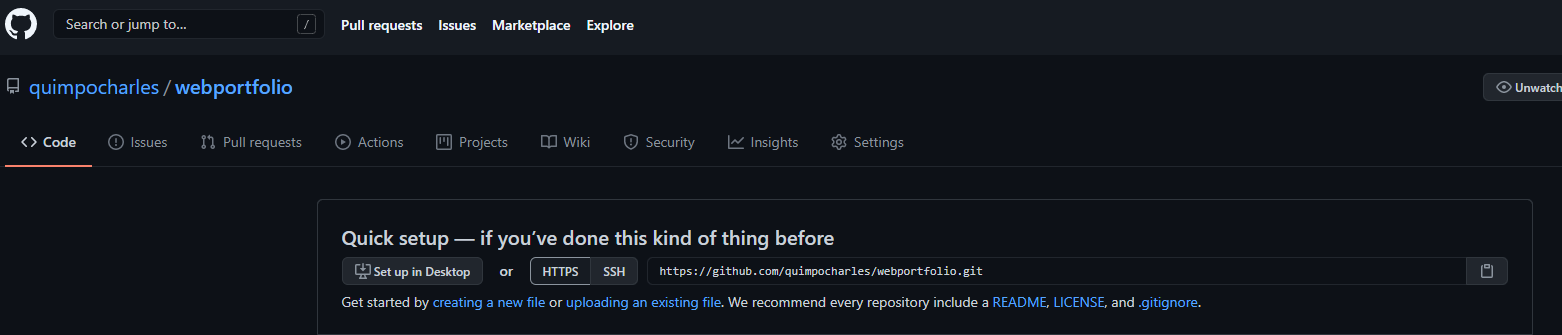 Search or jump to... /
Pull requests Issues Marketplace Explore
quimpocharles / webportfolio
Unwatch
Code Issues Pull requests Actions Projects Wiki Security Insights Settings
Quick setup — if you’ve done this kind of thing before
Set up in Desktop or HTTPS SSH https://github.com/quimpocharles/webportfolio.git
Get started by creating a new file or uploading an existing file. We recommend every repository include a README, LICENSE, and .gitignore.